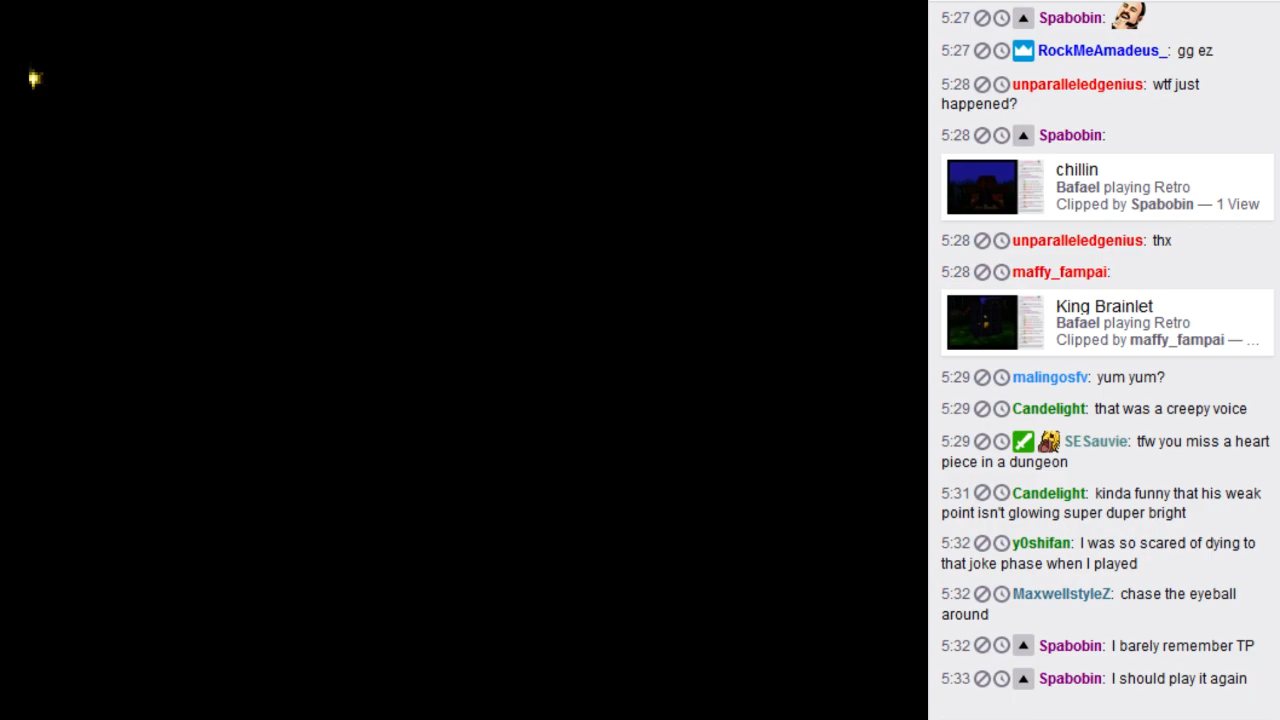 5:27 Spabobin:
5:27 RockMeAmadeus_: gg ez
5:28 unparalleledgenius: wtf just
happened?
5:28 Spabobin:
chillin
Bafael playing Retro
Clipped by Spabobin — 1 View
5:28 unparalleledgenius: thx
5:28 maffy_fampai:
King Brainlet
Bafael playing Retro
Clipped by maffy_fampai — ...
5:29 malingosfv: yum yum?
5:29 Candelight: that was a creepy voice
5:29 SESauvie: tfw you miss a heart
piece in a dungeon
5:31 Candelight: kinda funny that his weak
point isn't glowing super duper bright
5:32 y0shifan: I was so scared of dying to
that joke phase when I played
5:32 MaxwellstyleZ: chase the eyeball
around
5:32 Spabobin: I barely remember TP
5:33 Spabobin: I should play it again